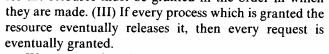 they are made. (III) If every process which is granted the
resource eventually releases it, then every request is
eventually granted.